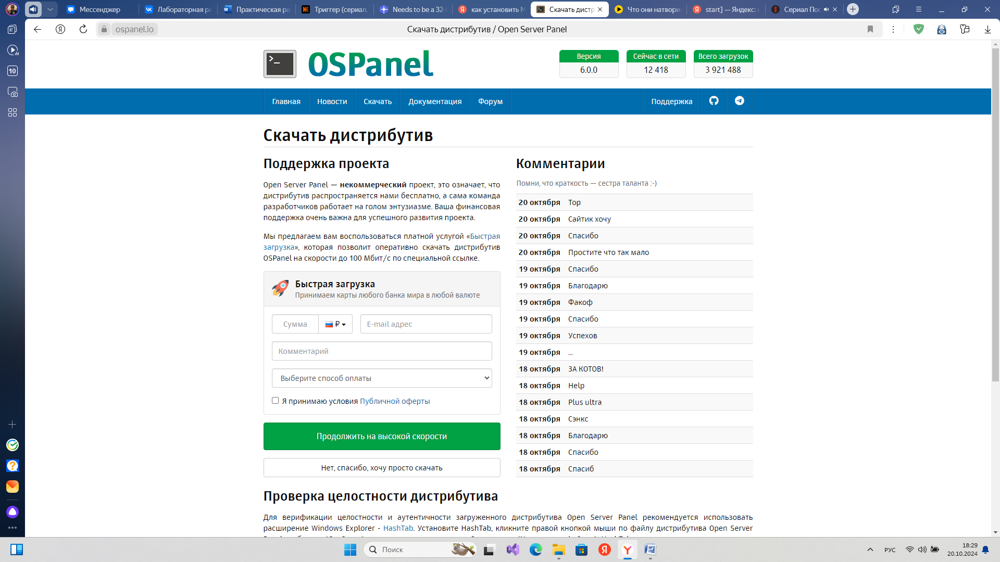 Мессенджер
Лабораторная ра
Практическая ра
Триггер (сериал,
Needs to be a 32-
как установить М
Скачать дистр
Что они натвори
start] — Яндекс:
Сериал Пос
ospanel.io
Скачать дистрибутив / Open Server Panel
10
>_
OSPanel
Версия
6.0.0
Сейчас в сети
12 418
Всего загрузок
3 921 488
Главная
Новости
Скачать
Документация
Форум
Поддержка
Скачать дистрибутив
Поддержка проекта
Open Server Panel — некоммерческий проект, это означает, что
дистрибутив распространяется нами бесплатно, а сама команда
разработчиков работает на голом энтузиазме. Ваша финансовая
поддержка очень важна для успешного развития проекта.
Мы предлагаем вам воспользоваться платной услугой «Быстрая
загрузка», которая позволит оперативно скачать дистрибутив
OSPanel на скорости до 100 Мбит/с по специальной ссылке.
Быстрая загрузка
Принимаем карты любого банка мира в любой валюте
Сумма
₽
E-mail адрес
Комментарий
Выберите способ оплаты
Я принимаю условия Публичной оферты
Продолжить на высокой скорости
Нет, спасибо, хочу просто скачать
Комментарии
Помни, что краткость — сестра таланта :-)
20 октября Top
20 октября Сайтик хочу
20 октября Спасибо
20 октября Простите что так мало
19 октября Спасибо
19 октября Благодарю
19 октября Факоф
19 октября Спасибо
19 октября Успехов
19 октября ...
18 октября ЗА КОТОВ!
18 октября Help
18 октября Plus ultra
18 октября Сэнкс
18 октября Благодарю
18 октября Спасибо
18 октября Спасиб
Проверка целостности дистрибутива
Для верификации целостности и аутентичности загруженного дистрибутива Open Server Panel рекомендуется использовать
расширение Windows Explorer - HashTab. Установите HashTab, кликните правой кнопкой мыши по файлу дистрибутива Open Server
Поиск
РУС
18:29
20.10.2024